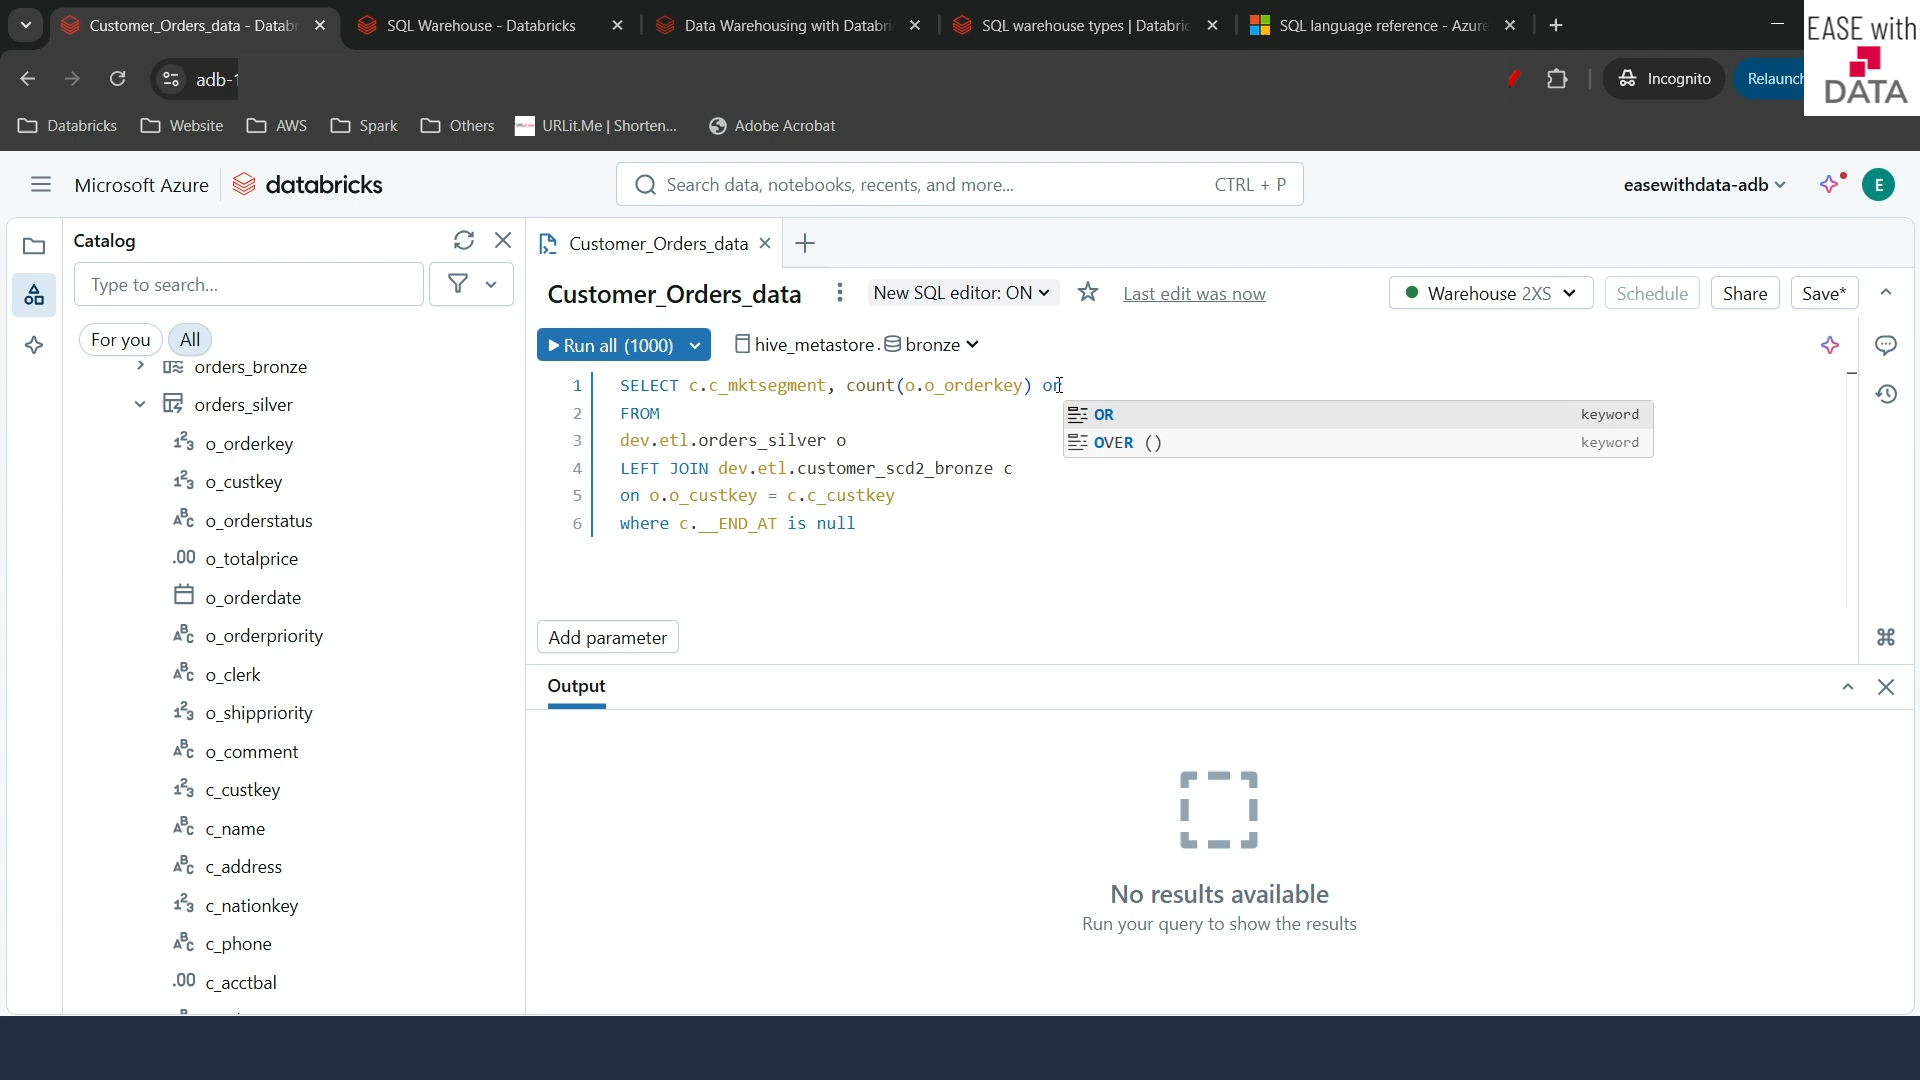 Customer_Orders_data - Datab
SQL Warehouse - Databricks
Data Warehousing with Databri
SQL warehouse types | Databric
SQL language reference - Azure
EASE with
DATA
adb-1
Incognito
Relaunch
Databricks
Website
AWS
Spark
Others
URLit.Me | Shorten...
Adobe Acrobat
Microsoft Azure
databricks
Search data, notebooks, recents, and more...
CTRL + P
easewithdata-adb
E
Catalog
Type to search...
For you
All
orders_bronze
orders_silver
o_orderkey
o_custkey
o_orderstatus
o_totalprice
o_orderdate
o_orderpriority
o_clerk
o_shippriority
o_comment
c_custkey
c_name
c_address
c_nationkey
c_phone
c_acctbal
Customer_Orders_data
Customer_Orders_data
New SQL editor: ON
Last edit was now
Warehouse 2XS
Schedule
Share
Save*
Run all (1000)
hive_metastore.
bronze
1 SELECT c.c_mktsegment, count(o.o_orderkey) or
2 FROM
3 dev.etl.orders_silver o
4 LEFT JOIN dev.etl.customer_scd2_bronze c
5 on o.o_custkey = c.c_custkey
6 where c.__END_AT is null
OR keyword
OVER () keyword
Add parameter
Output
No results available
Run your query to show the results